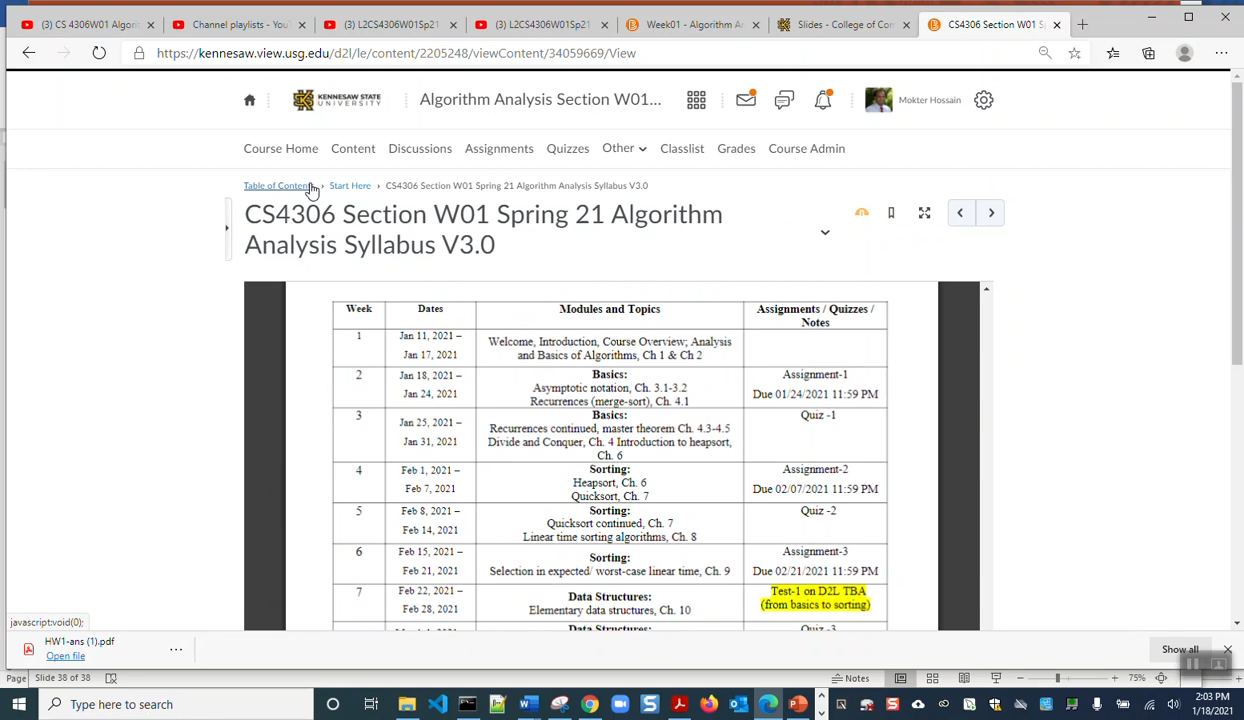 (3) CS 4306W01 Algori
Channel playlists - You
(3) L2CS4306W01Sp21
(3) L2CS4306W01Sp21
Week01 - Algorithm A
Slides - College of Con
CS4306 Section W01 S
https://kennesaw.view.usg.edu/d2l/le/content/2205248/viewContent/34059669/View
KENNESAW STATE UNIVERSITY
Algorithm Analysis Section W01...
Mokter Hossain
Course Home Content Discussions Assignments Quizzes Other Classlist Grades Course Admin
Table of Contents › Start Here › CS4306 Section W01 Spring 21 Algorithm Analysis Syllabus V3.0
CS4306 Section W01 Spring 21 Algorithm
Analysis Syllabus V3.0
Week Dates Modules and Topics Assignments / Quizzes /
Notes
1 Jan 11, 2021 –
Jan 17, 2021
Welcome, Introduction, Course Overview; Analysis
and Basics of Algorithms, Ch 1 & Ch 2
2 Jan 18, 2021 –
Jan 24, 2021
Basics:
Asymptotic notation, Ch. 3.1-3.2
Recurrences (merge-sort), Ch. 4.1
Assignment-1
Due 01/24/2021 11:59 PM
3 Jan 25, 2021 –
Jan 31, 2021
Basics:
Recurrences continued, master theorem Ch. 4.3-4.5
Divide and Conquer, Ch. 4 Introduction to heapsort,
Ch. 6
Quiz -1
4 Feb 1, 2021 –
Feb 7, 2021
Sorting:
Heapsort, Ch. 6
Quicksort, Ch. 7
Assignment-2
Due 02/07/2021 11:59 PM
5 Feb 8, 2021 –
Feb 14, 2021
Sorting:
Quicksort continued, Ch. 7
Linear time sorting algorithms, Ch. 8
Quiz -2
6 Feb 15, 2021 –
Feb 21, 2021
Sorting:
Selection in expected/ worst-case linear time, Ch. 9
Assignment-3
Due 02/21/2021 11:59 PM
7 Feb 22, 2021 –
Feb 28, 2021
Data Structures:
Elementary data structures, Ch. 10
Test-1 on D2L TBA
(from basics to sorting)
Data Structures:
Quiz -3
javascript:void(0);
HW1-ans (1).pdf
Open file
Show all
Page Slide 38 of 38 Notes 75%
Type here to search
2:03 PM
1/18/2021